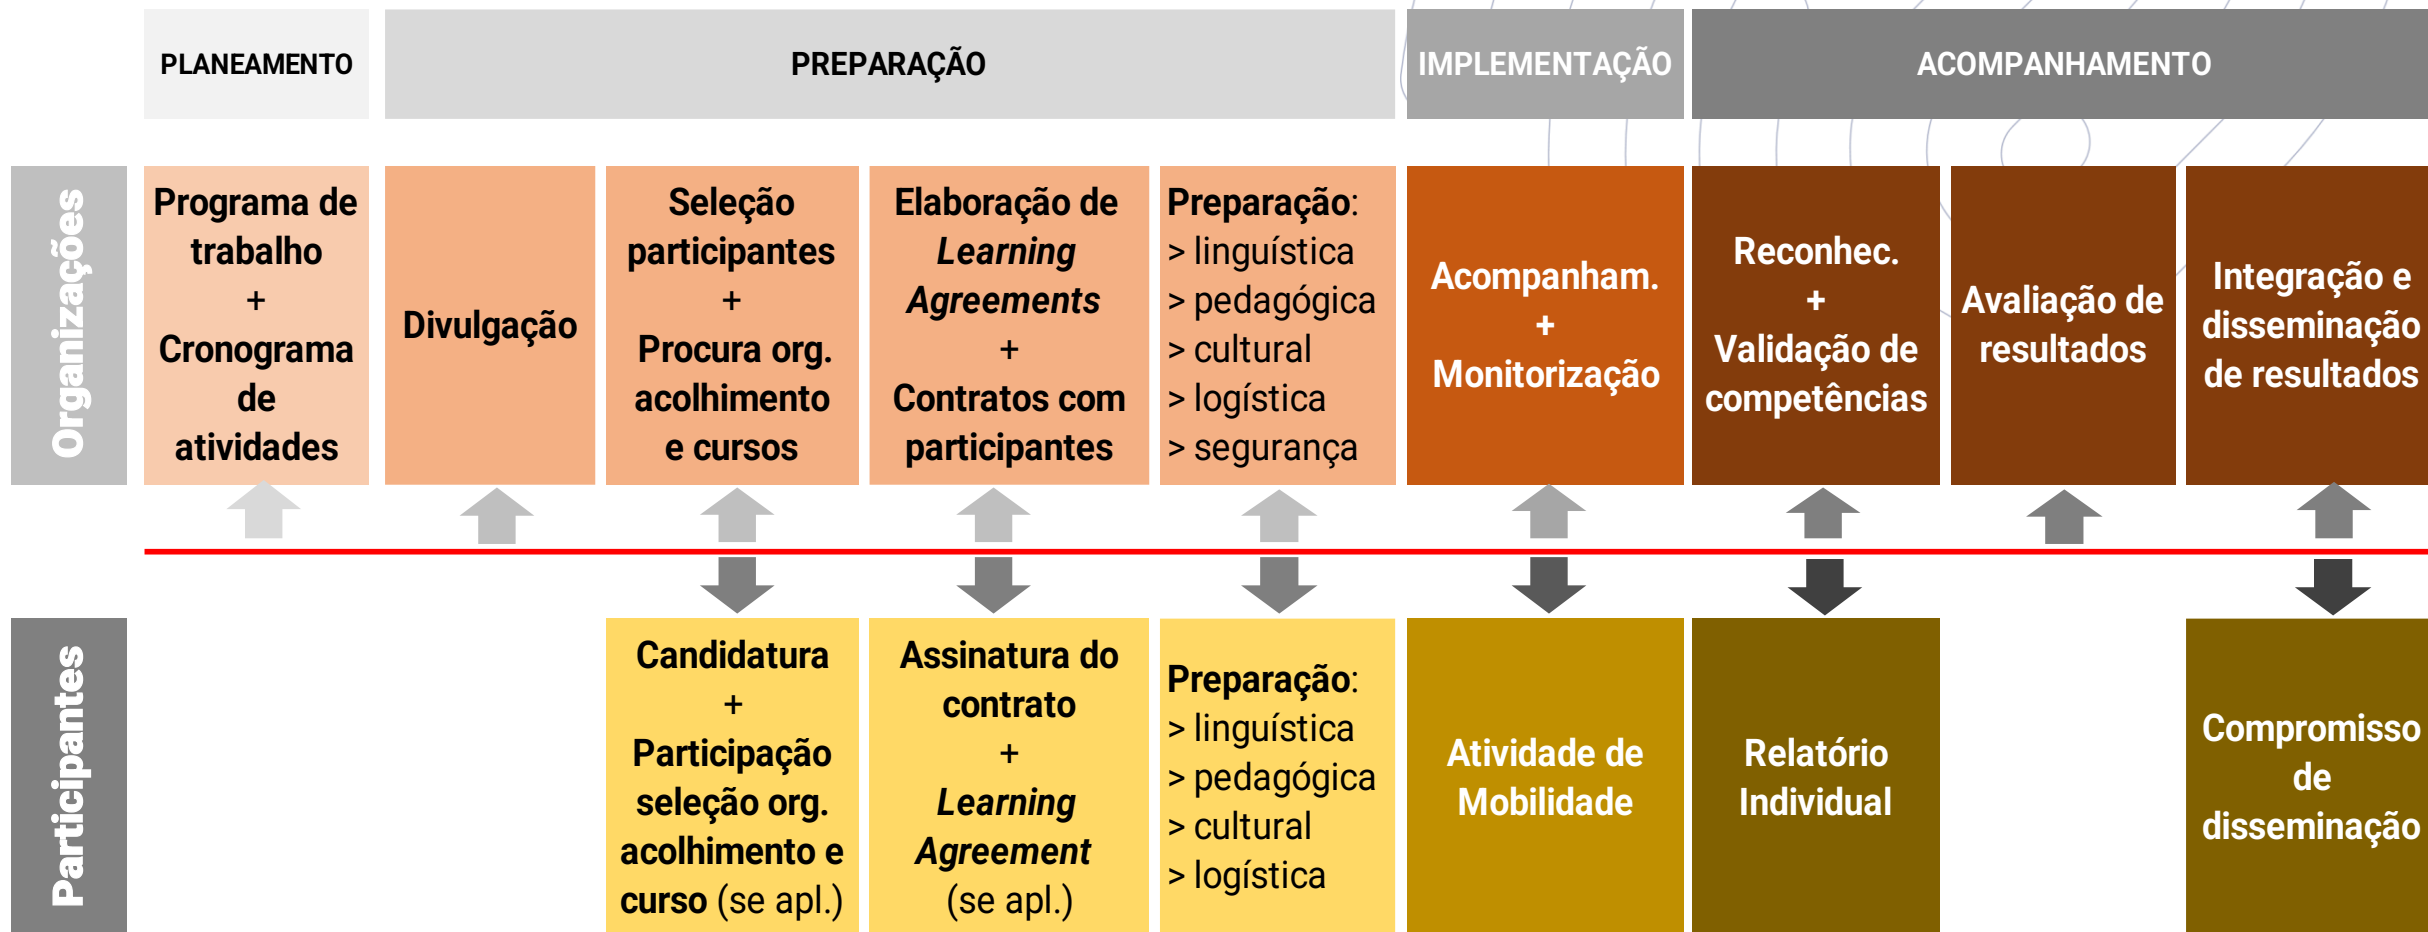 PLANEAMENTO
PREPARAÇÃO
IMPLEMENTAÇÃO
ACOMPANHAMENTO
Organizações
Programa de
trabalho
+
Cronograma
de
atividades
Divulgação
Seleção
participantes
+
Procura org.
acolhimento
e cursos
Elaboração de
Learning
Agreements
+
Contratos com
participantes
Preparação:
> linguística
> pedagógica
> cultural
> logística
> segurança
Acompanham.
+
Monitorização
Reconhec.
+
Validação de
competências
Avaliação de
resultados
Integração e
disseminação
de resultados
Participantes
Candidatura
+
Participação
seleção org.
acolhimento e
curso (se apl.)
Assinatura do
contrato
+
Learning
Agreement
(se apl.)
Preparação:
> linguística
> pedagógica
> cultural
> logística
Atividade de
Mobilidade
Relatório
Individual
Compromisso
de
disseminação